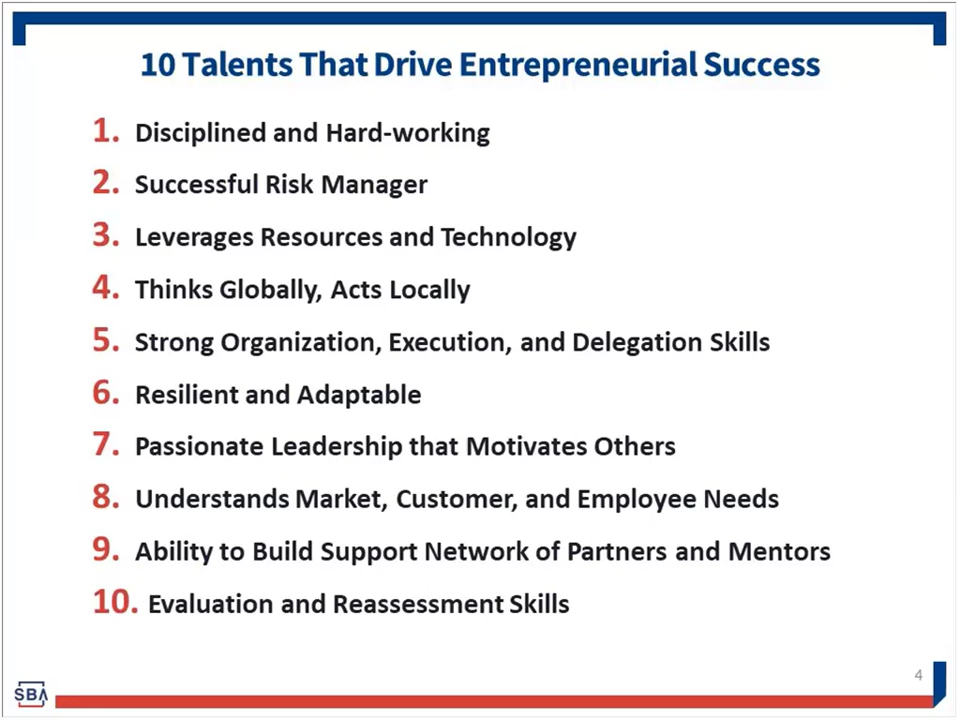 10 Talents That Drive Entrepreneurial Success
1. Disciplined and Hard-working
2. Successful Risk Manager
3. Leverages Resources and Technology
4. Thinks Globally, Acts Locally
5. Strong Organization, Execution, and Delegation Skills
6. Resilient and Adaptable
7. Passionate Leadership that Motivates Others
8. Understands Market, Customer, and Employee Needs
9. Ability to Build Support Network of Partners and Mentors
10. Evaluation and Reassessment Skills
4
SBA